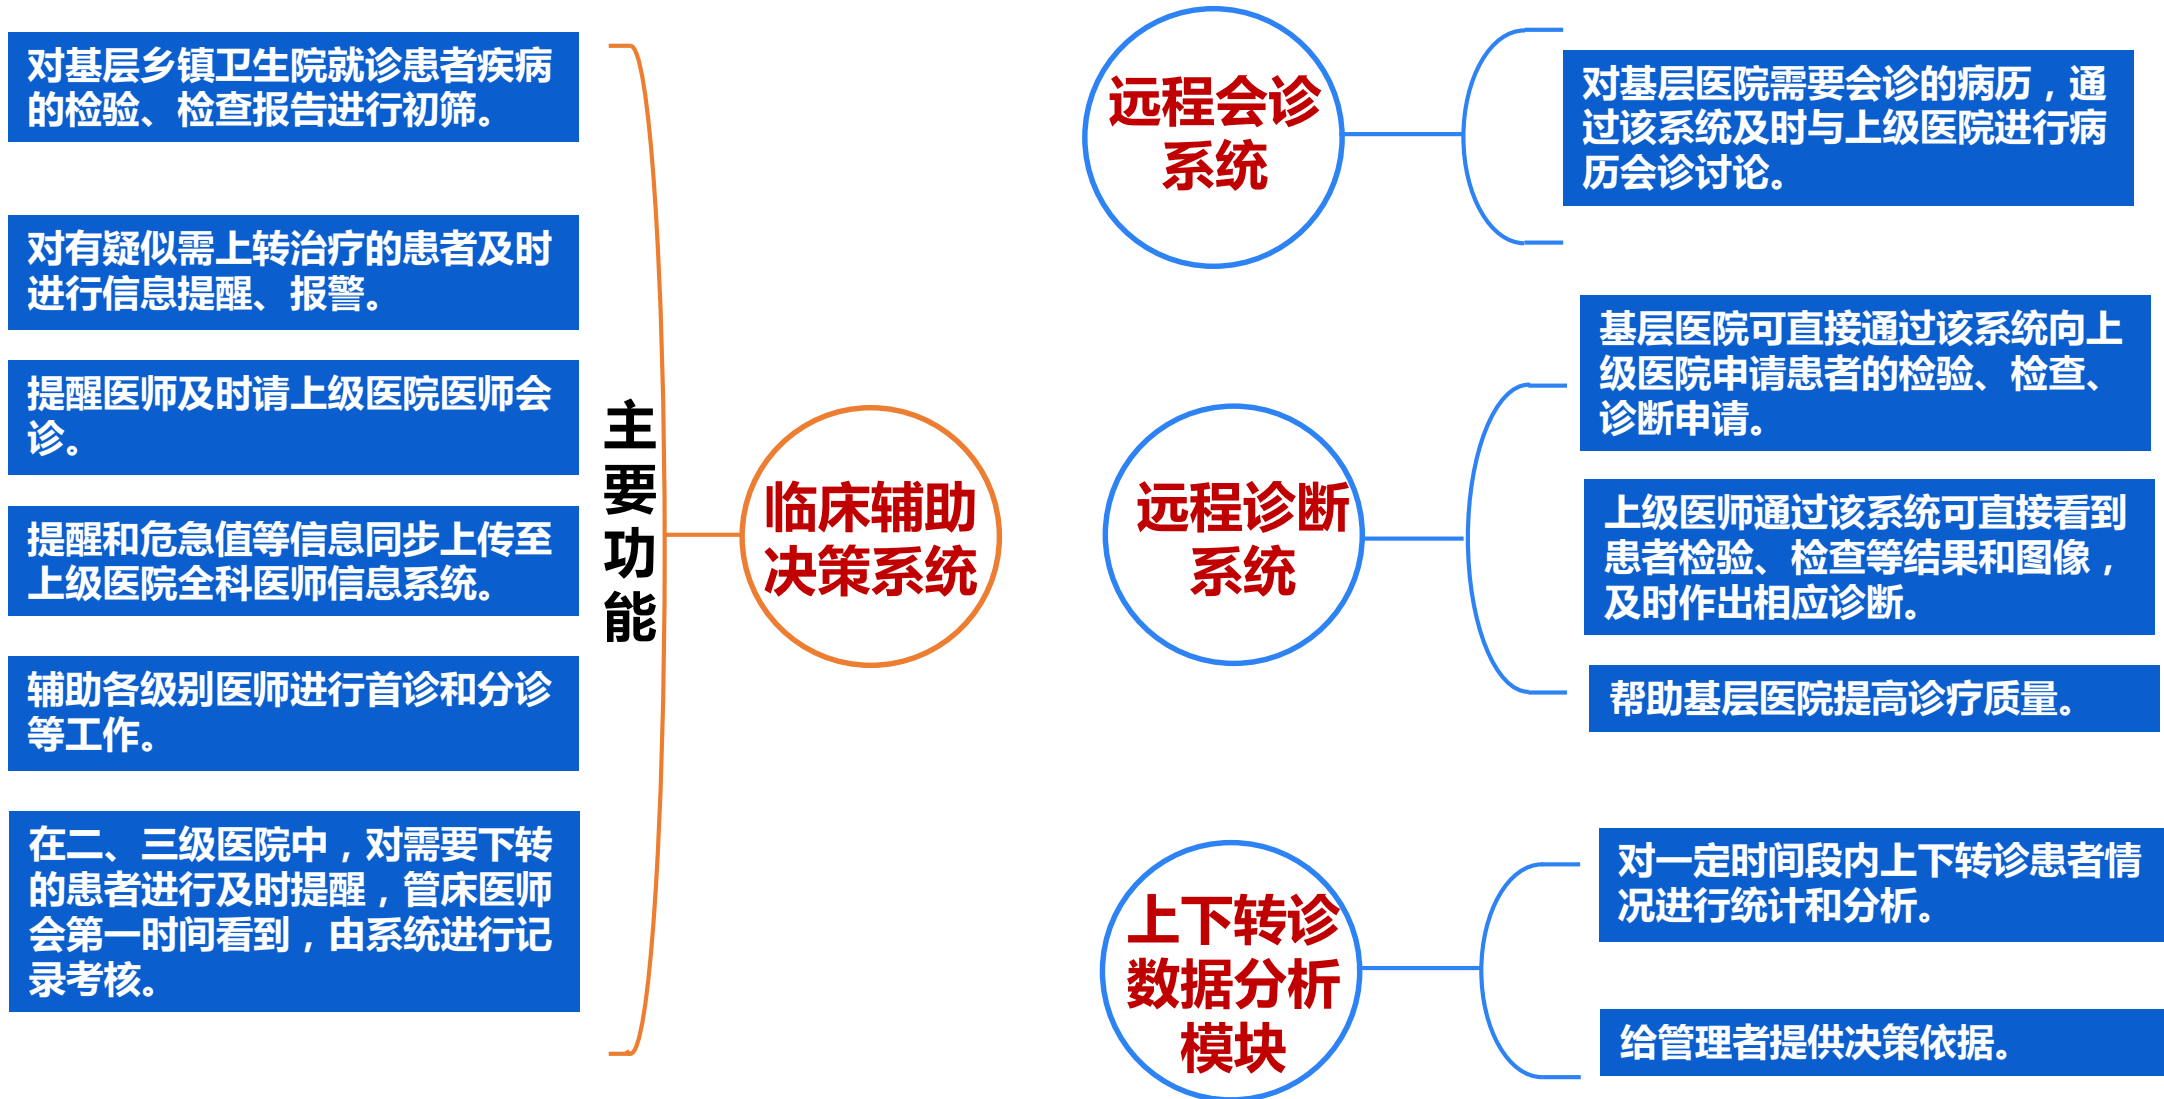 对基层乡镇卫生院就诊患者疾病
的检验、检查报告进行初筛。
对有疑似需上转治疗的患者及时
进行信息提醒、报警。
提醒医师及时请上级医院医师会
诊。
提醒和危急值等信息同步上传至
上级医院全科医师信息系统。
辅助各级别医师进行首诊和分诊
等工作。
在二、三级医院中，对需要下转
的患者进行及时提醒，管床医师
会第一时间看到，由系统进行记
录考核。
主
要
功
能
临床辅助
决策系统
远程会诊
系统
对基层医院需要会诊的病历，通
过该系统及时与上级医院进行病
历会诊讨论。
远程诊断
系统
基层医院可直接通过该系统向上
级医院申请患者的检验、检查、
诊断申请。
上级医师通过该系统可直接看到
患者检验、检查等结果和图像，
及时作出相应诊断。
帮助基层医院提高诊疗质量。
上下转诊
数据分析
模块
对一定时间段内上下转诊患者情
况进行统计和分析。
给管理者提供决策依据。